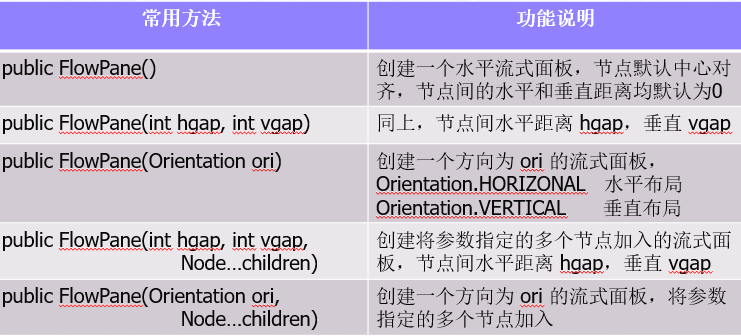 常用方法
功能说明
public FlowPane()
创建一个水平流式面板，节点默认中心对
齐，节点间的水平和垂直距离均默认为0
public FlowPane(int hgap, int vgap)
同上，节点间水平距离 hgap，垂直 vgap
public FlowPane(Orientation ori)
创建一个方向为 ori 的流式面板，
Orientation.HORIZONAL 水平布局
Orientation.VERTICAL 垂直布局
public FlowPane(int hgap, int vgap,
Node…children)
创建将参数指定的多个节点加入的流式面
板，节点间水平距离 hgap，垂直 vgap
public FlowPane(Orientation ori,
Node…children)
创建一个方向为 ori 的流式面板，将参数
指定的多个节点加入